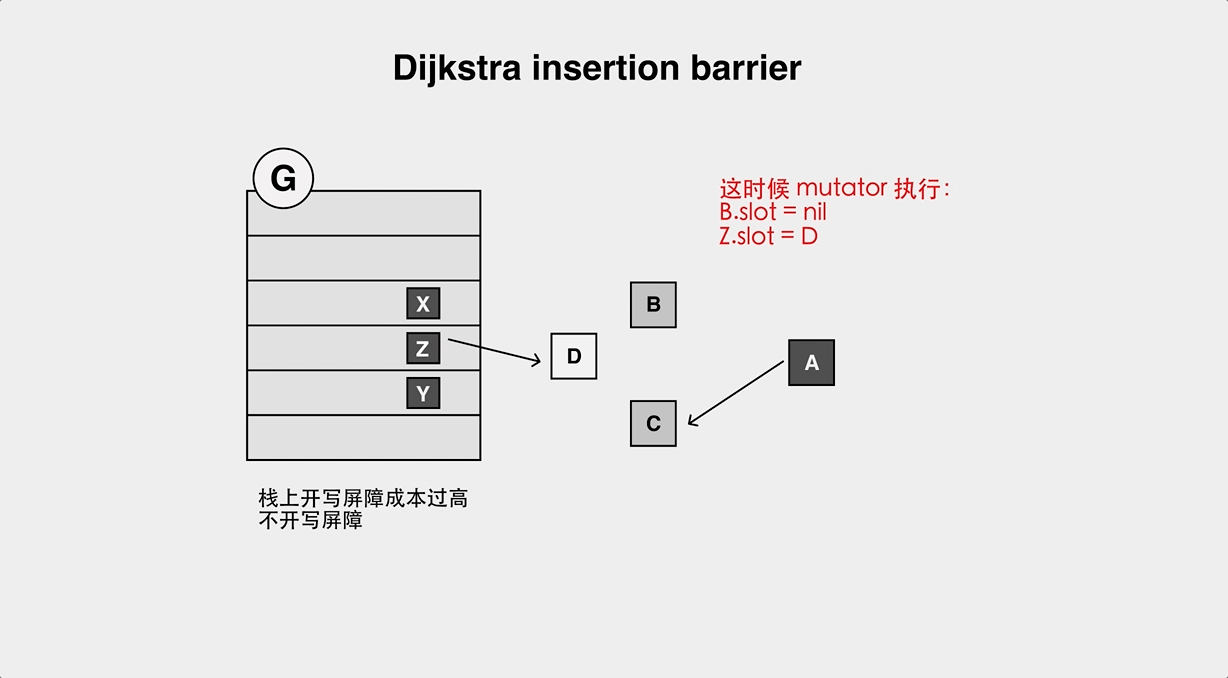 Dijkstra insertion barrier
G
这时候 mutator 执行：
B.slot = nil
Z.slot = D
X
B
Z
D
A
Y
C
栈上开写屏障成本过高
不开写屏障